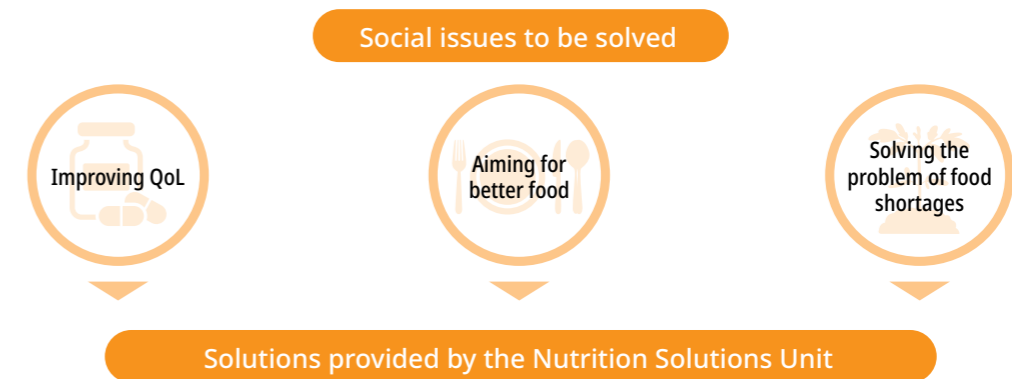 Social issues to be solved
Improving QoL
Aiming for
better food
Solving the
problem of food
shortages
Solutions provided by the Nutrition Solutions Unit